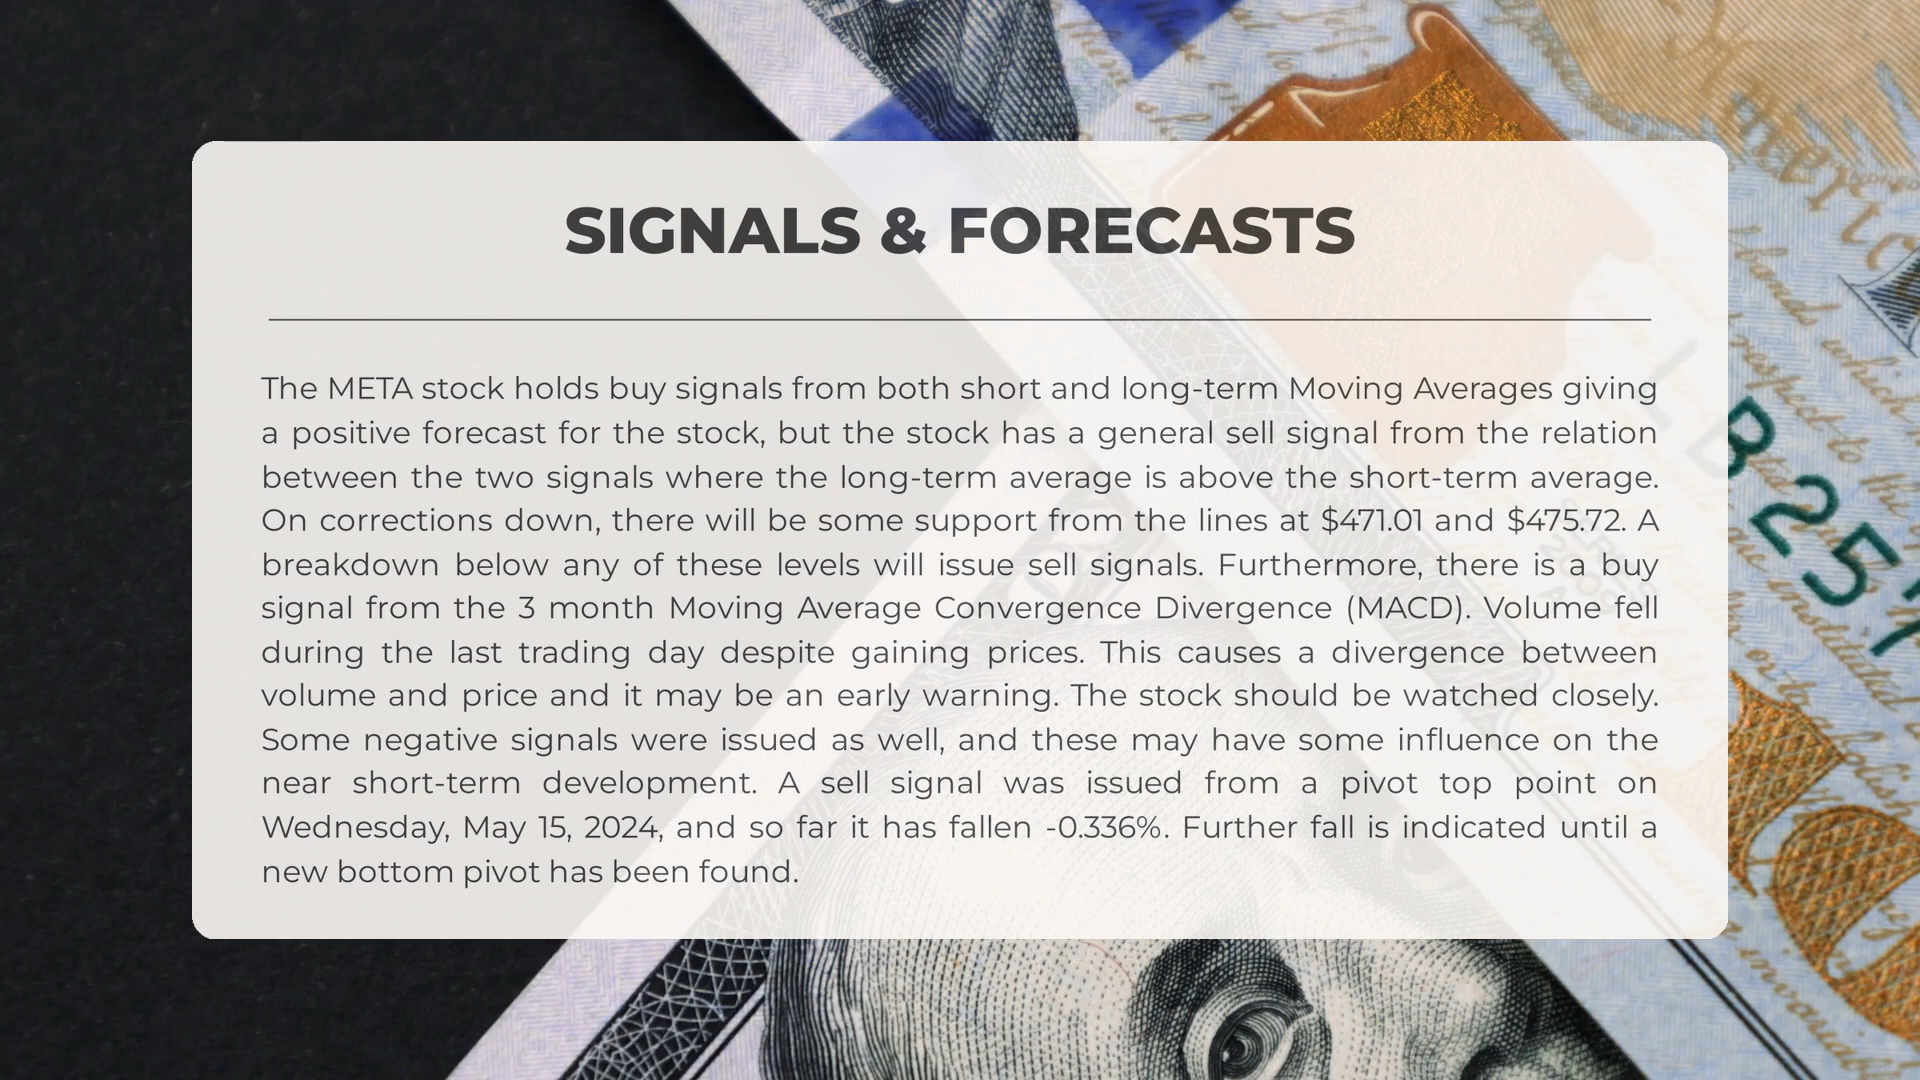 SIGNALS & FORECASTS
The META stock holds buy signals from both short and long-term Moving Averages giving
a positive forecast for the stock, but the stock has a general sell signal from the relation
between the two signals where the long-term average is above the short-term average.
On corrections down, there will be some support from the lines at $471.01 and $475.72. A
breakdown below any of these levels will issue sell signals. Furthermore, there is a buy
signal from the 3 month Moving Average Convergence Divergence (MACD). Volume fell
during the last trading day despite gaining prices. This causes a divergence between
volume and price and it may be an early warning. The stock should be watched closely.
Some negative signals were issued as well, and these may have some influence on the
near short-term development. A sell signal was issued from a pivot top point on
Wednesday, May 15, 2024, and so far it has fallen -0.336%. Further fall is indicated until a
new bottom pivot has been found.